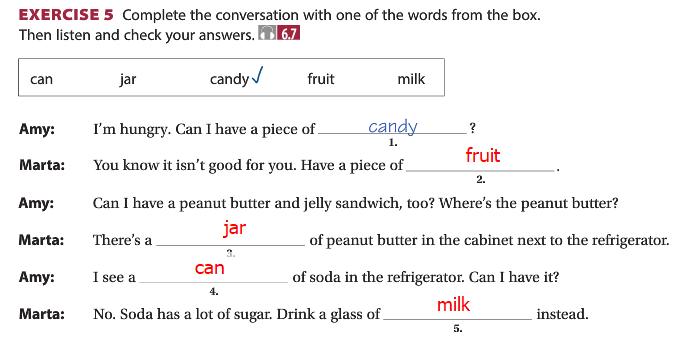 EXERCISE 5 Complete the conversation with one of the words from the box.
Then listen and check your answers. 6.7
can jar candy✓ fruit milk
Amy: I'm hungry. Can I have a piece of candy ?
1.
Marta: You know it isn't good for you. Have a piece of fruit .
2.
Amy: Can I have a peanut butter and jelly sandwich, too? Where's the peanut butter?
Marta: There's a jar of peanut butter in the cabinet next to the refrigerator.
3.
Amy: I see a can of soda in the refrigerator. Can I have it?
4.
Marta: No. Soda has a lot of sugar. Drink a glass of milk instead.
5.